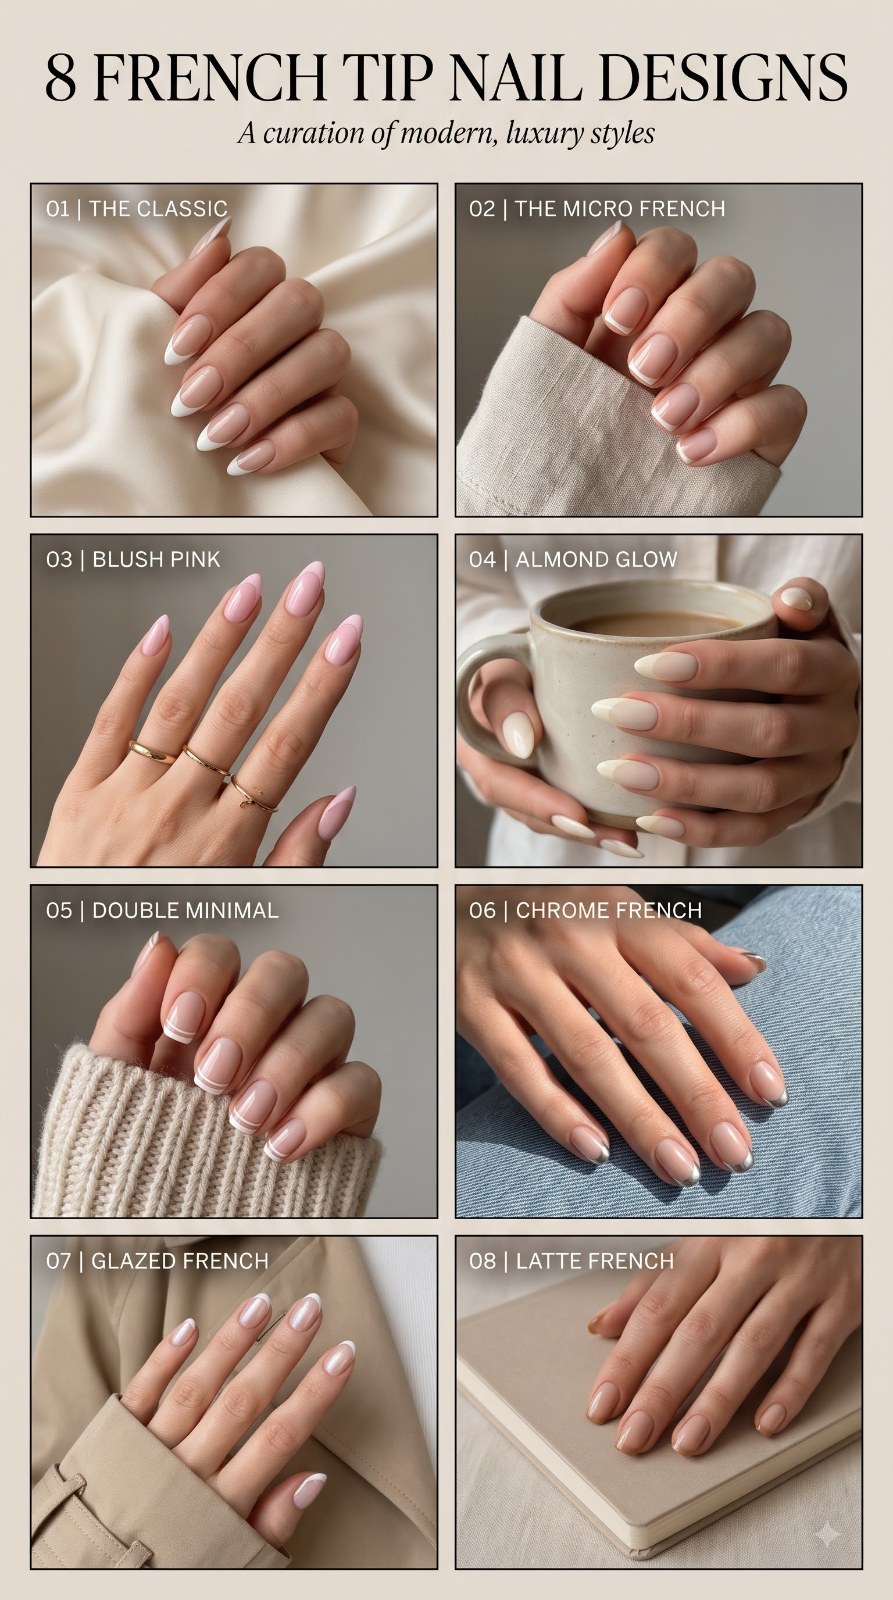 8 FRENCH TIP NAIL DESIGNS
A curation of modern, luxury styles
01 | THE CLASSIC
02 | THE MICRO FRENCH
03 | BLUSH PINK
04 | ALMOND GLOW
05 | DOUBLE MINIMAL
06 | CHROME FRENCH
07 | GLAZED FRENCH
08 | LATTE FRENCH